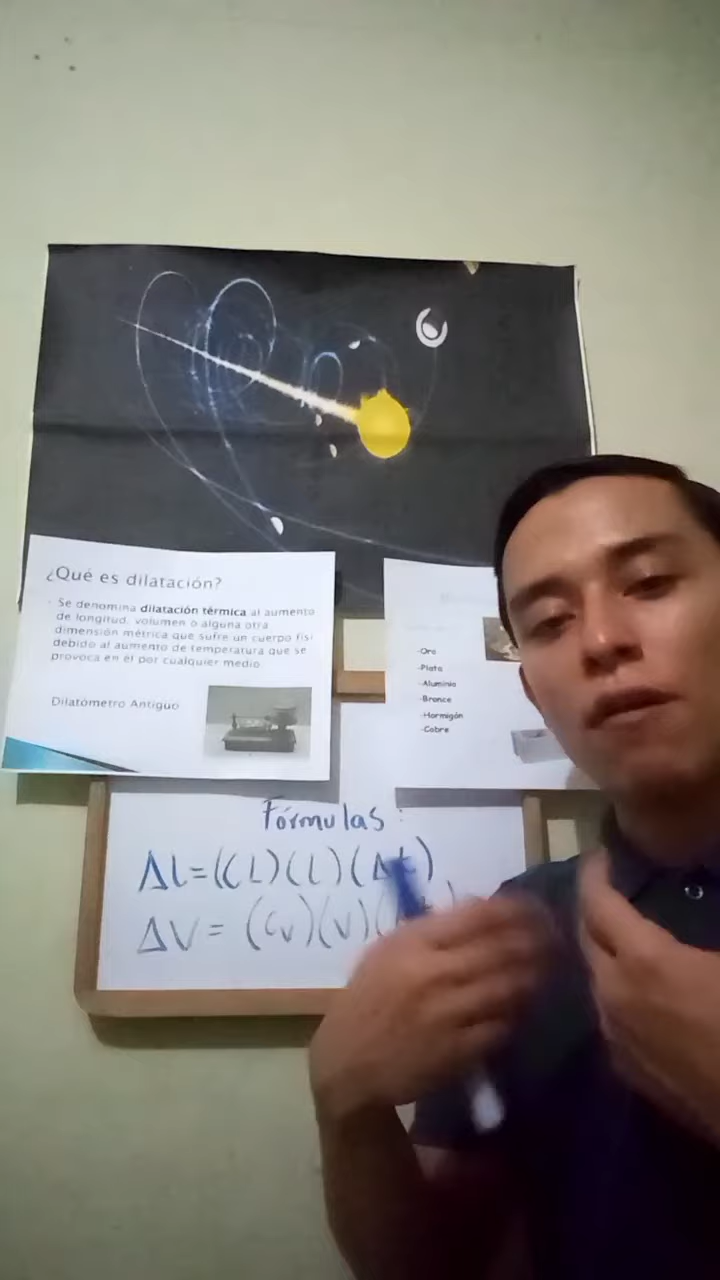 ¿Qué es dilatación?
Se denomina dilatación térmica al aumento
de longitud, volumen o alguna otra
dimensión métrica que sufre un cuerpo físi
debido al aumento de temperatura que se
provoca en él por cualquier medio
Dilatómetro Antiguo
-Oro
-Plata
-Aluminio
-Bronce
-Hormigón
-Cobre
Fórmulas:
ΔL=(CL)(L)(Δt)
ΔV= (Cv)(V)(